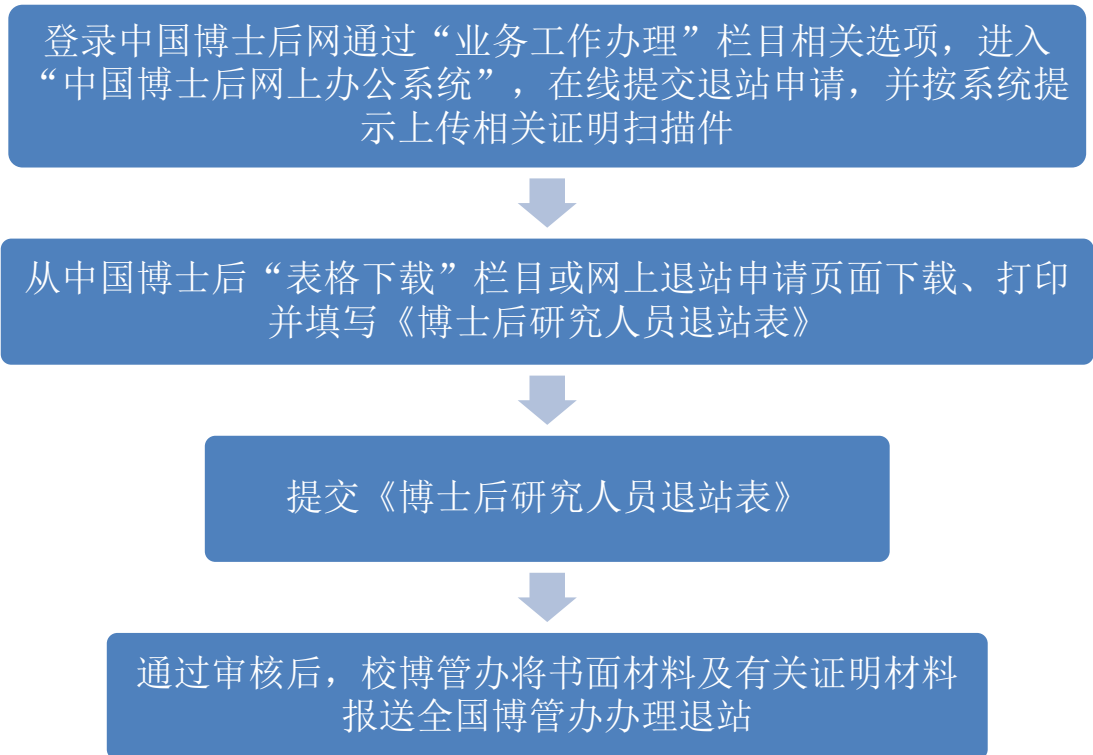 登录中国博士后网通过“业务工作办理”栏目相关选项，进入
“中国博士后网上办公系统”，在线提交退站申请，并按系统提
示上传相关证明扫描件
从中国博士后“表格下载”栏目或网上退站申请页面下载、打印
并填写《博士后研究人员退站表》
提交《博士后研究人员退站表》
通过审核后，校博管办将书面材料及有关证明材料
报送全国博管办办理退站